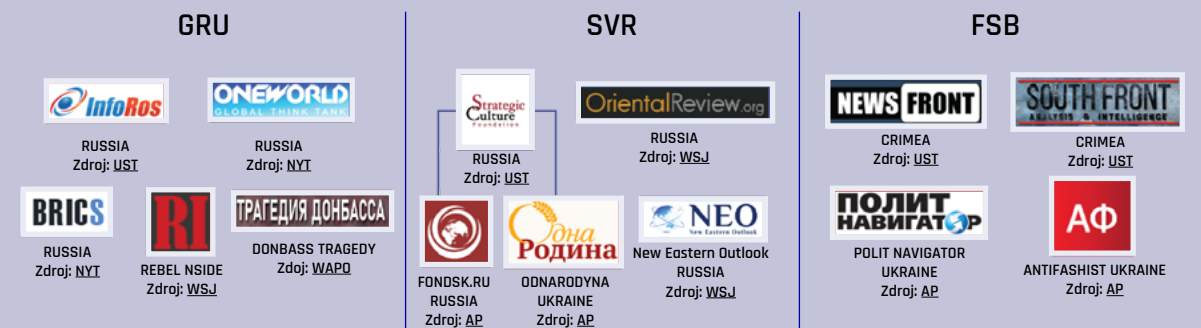 GRU
InfoRos
RUSSIA
Zdroj: UST
ONEWORLD
GLOBAL THINK TANK
RUSSIA
Zdroj: NYT
BRICS
RUSSIA
Zdroj: NYT
RI
REBEL NSIDE
Zdroj: WSJ
ТРАГЕДИЯ ДОНБАССА
DONBASS TRAGEDY
Zdoj: WAPO
SVR
Strategic
Culture
Foundation
RUSSIA
Zdroj: UST
OrientalReview.org
RUSSIA
Zdroj: WSJ
FONDSK.RU
RUSSIA
Zdroj: AP
Одна
Родина
ODNARODYNA
UKRAINE
Zdroj: AP
NEO
New Eastern Outlook
New Eastern Outlook
RUSSIA
Zdroj: WSJ
FSB
NEWS FRONT
CRIMEA
Zdroj: UST
SOUTH FRONT
ANALYSIS & INTELLIGENCE
CRIMEA
Zdroj: UST
ПОЛИТ
НАВИГАТОР
POLIT NAVIGATOR
UKRAINE
Zdroj: AP
АФ
ANTIFASHIST UKRAINE
Zdroj: AP